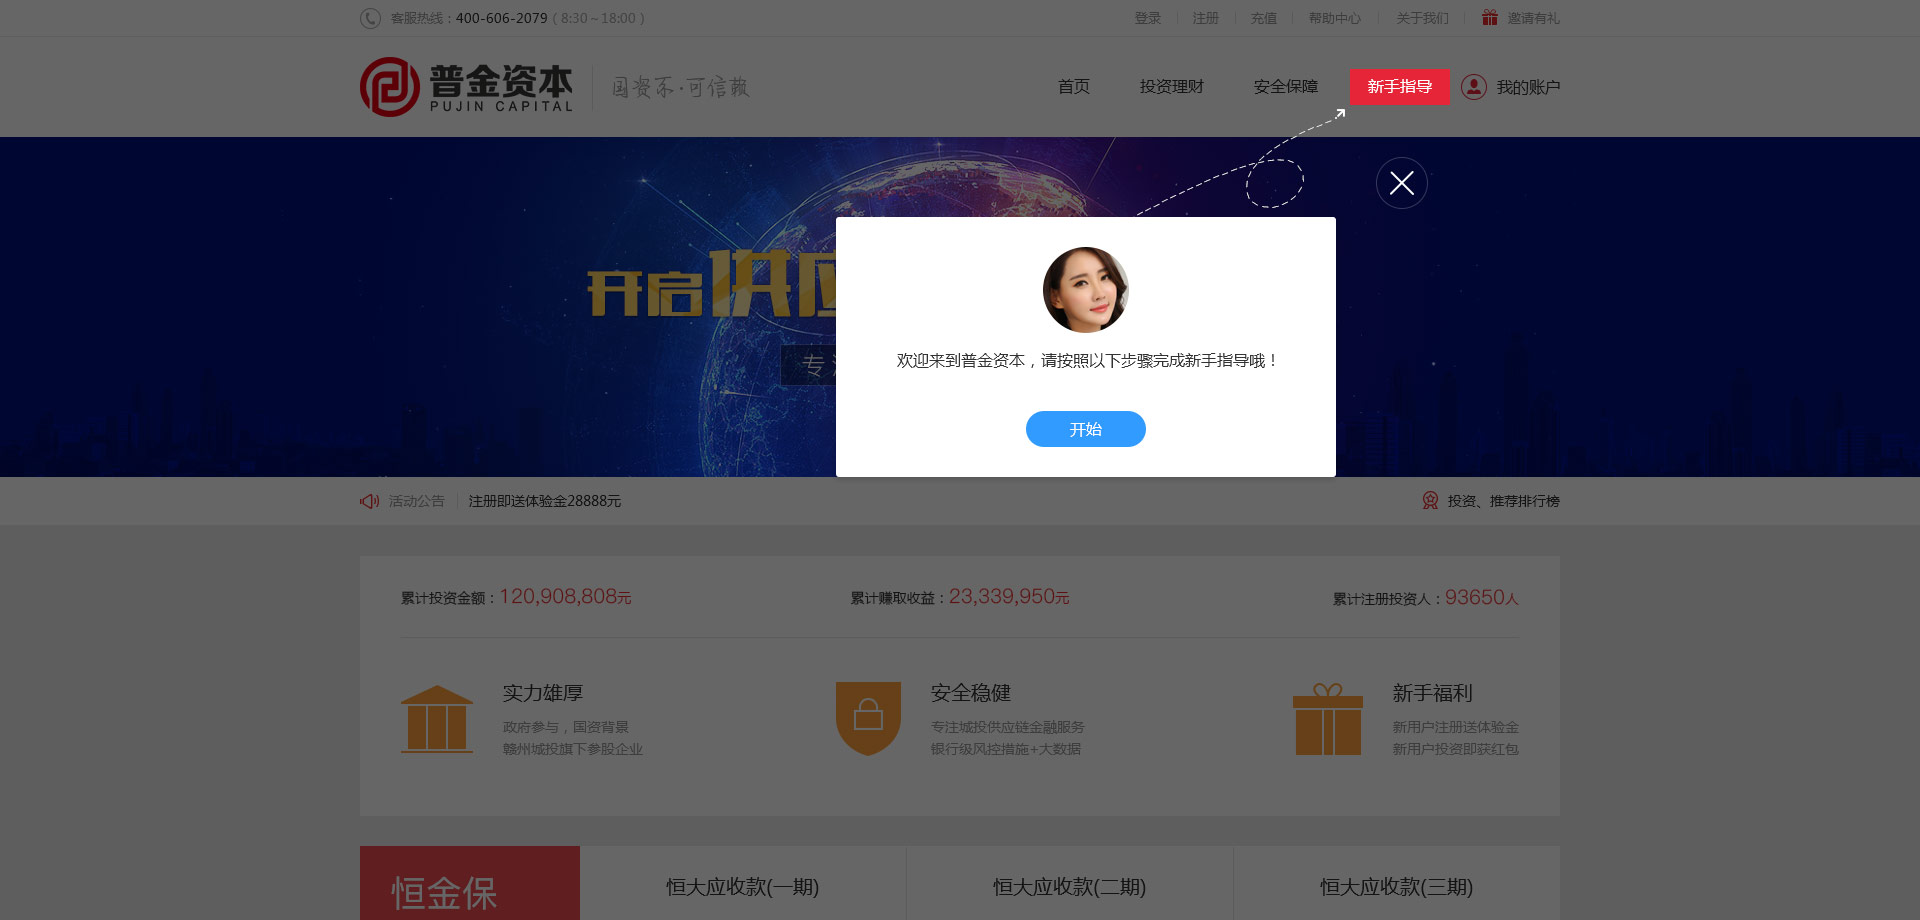 客服热线：400-606-2079（8:30～18:00）
登录 注册 充值 帮助中心 关于我们 邀请有礼
普金资本
PUJIN CAPITAL
首页 投资理财 安全保障 新手指导 我的账户
开启供应
专注
欢迎来到普金资本，请按照以下步骤完成新手指导哦！
开始
活动公告 注册即送体验金28888元
投资、推荐排行榜
累计投资金额：120,908,808元
累计赚取收益：23,339,950元
累计注册投资人：93650人
实力雄厚
政府参与，国资背景
赣州城投旗下参股企业
安全稳健
专注城投供应链金融服务
银行级风控措施+大数据
新手福利
新用户注册送体验金
新用户投资即获红包
恒金保
恒大应收款(一期)
恒大应收款(二期)
恒大应收款(三期)